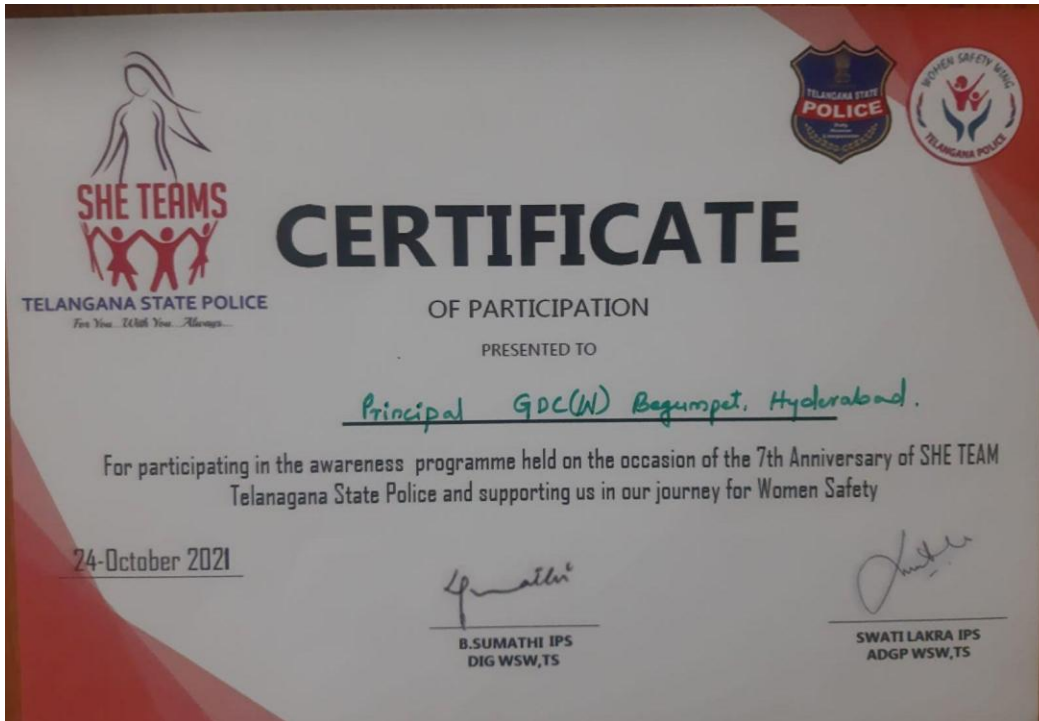 SHE TEAMS
TELANGANA STATE POLICE
For You...With You...Always...
TELANGANA STATE
POLICE
WOMEN SAFETY WING
TELANGANA POLICE
CERTIFICATE
OF PARTICIPATION
PRESENTED TO
Principal GDC(W) Begumpet, Hyderabad.
For participating in the awareness programme held on the occasion of the 7th Anniversary of SHE TEAM
Telanagana State Police and supporting us in our journey for Women Safety
24-October 2021
B.SUMATHI IPS
DIG WSW,TS
SWATI LAKRA IPS
ADGP WSW,TS